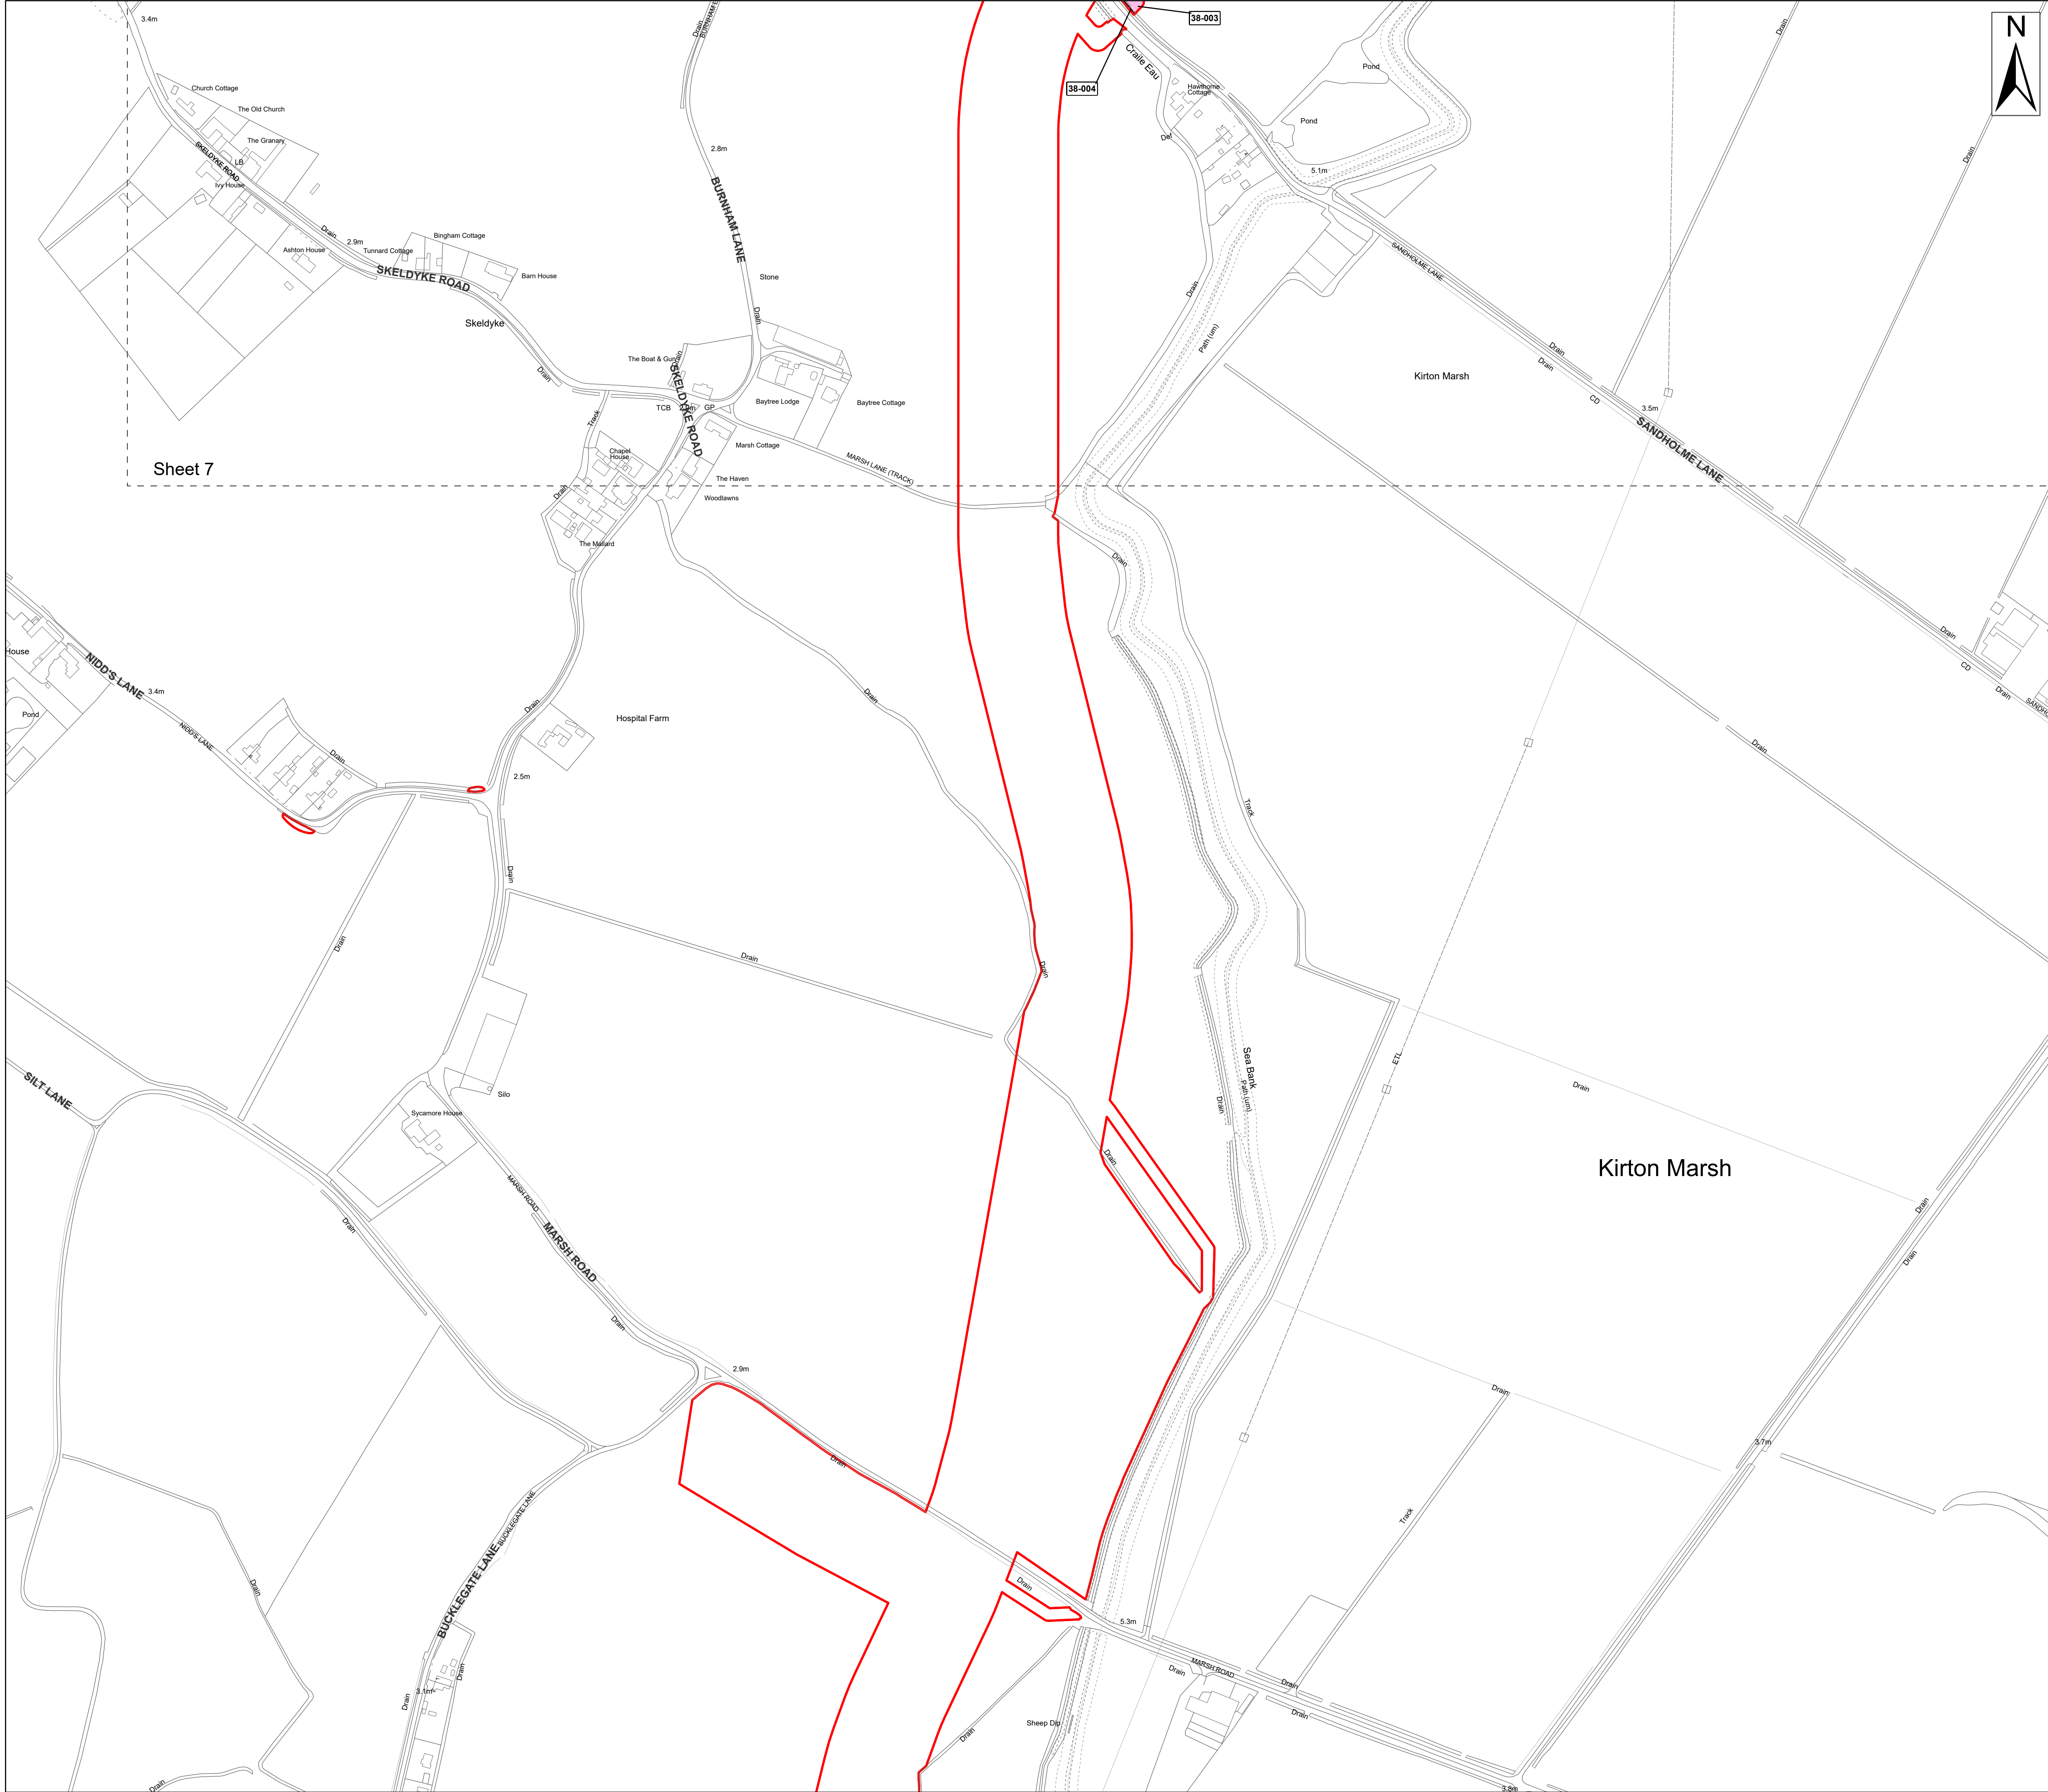 3.4m
Drain
38-003
N
Drain
Craile Eau
Pond
38-004
Church Cottage
Hawthorne
Cottage
The Old Church
Pond
The Granary
Def
SKELDYKE ROAD
LB
2.8m
Drain
Ivy House
5.1m
BURNHAM LANE
Drain
2.9m
Bingham Cottage
Ashton House
Tunnard Cottage
SKELDYKE ROAD
Barn House
Stone
SANDHOLME LANE
Drain
Drain
Skeldyke
Path (um)
The Boat & Gun
Drain
Drain
Drain
Drain
Kirton Marsh
SKELDYKE ROAD
Baytree Lodge
Baytree Cottage
CD
TCB
GP
3.5m
Track
Marsh Cottage
SANDHOLME LANE
Chapel
House
MARSH LANE (TRACK)
Sheet 7
The Haven
Drain
Woodlawns
The Mallard
Drain
Drain
House
CD
NIDD'S LANE
3.4m
Drain
Drain
Pond
Drain
Hospital Farm
NIDD'S LANE
Drain
Drain
2.5m
Track
Drain
Drain
Drain
Drain
Sea Bank
Path (um)
ETL
SILT LANE
Drain
Silo
Drain
Sycamore House
Drain
Kirton Marsh
MARSH ROAD
Drain
Drain
MARSH ROAD
Drain
Drain
2.9m
Drain
3.7m
Drain
BUCKLEGATE LANE
Track
Drain
Drain
BUCKLEGATE LANE
5.3m
Drain
3.1m
Drain
MARSH ROAD
Drain
Drain
Sheep Dip
Drain
Drain
Drain
3.8m